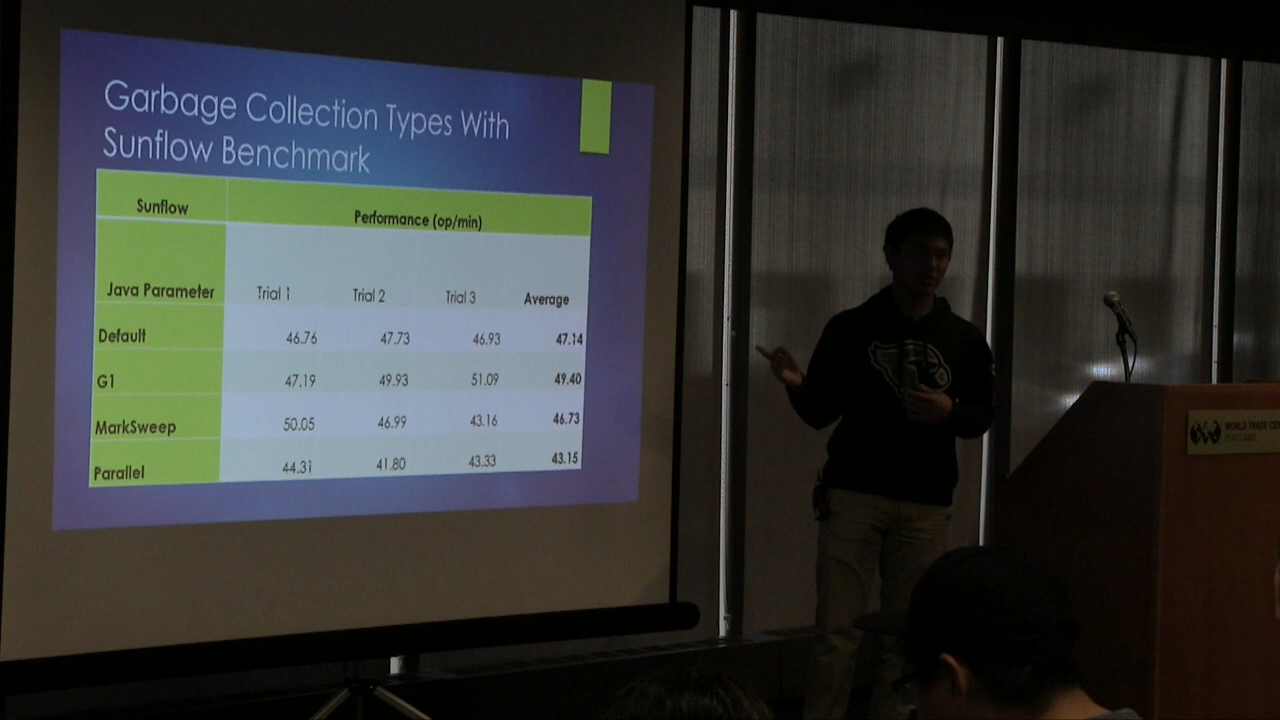 Garbage Collection Types With
Sunflow Benchmark
Sunflow Performance (op/min)
Java Parameter Trial 1 Trial 2 Trial 3 Average
Default 46.76 47.73 46.93 47.14
G1 47.19 49.93 51.09 49.40
MarkSweep 50.05 46.99 43.16 46.73
Parallel 44.31 41.80 43.33 43.15
WORLD TRADE CEN
PORTLAND